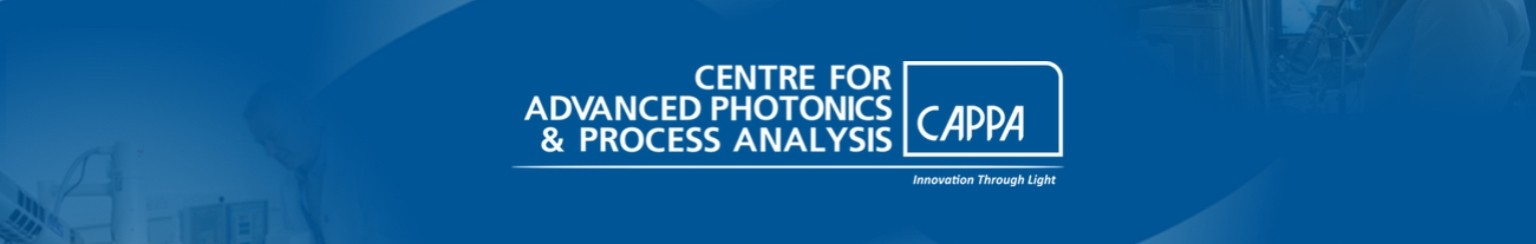 CENTRE FOR
ADVANCED PHOTONICS
& PROCESS ANALYSIS
CAPPA
Innovation Through Light